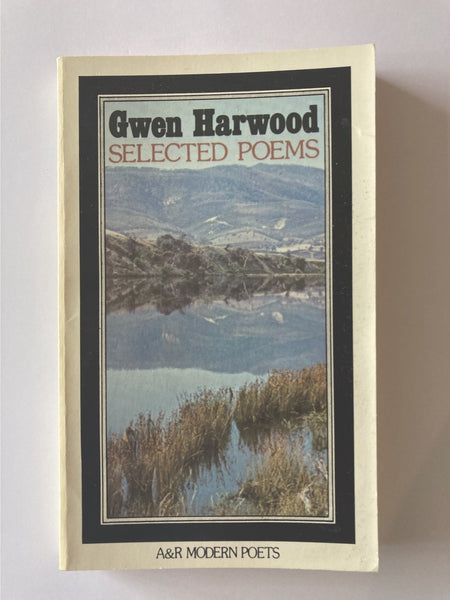 Gwen Harwood
SELECTED POEMS
A&R MODERN POETS